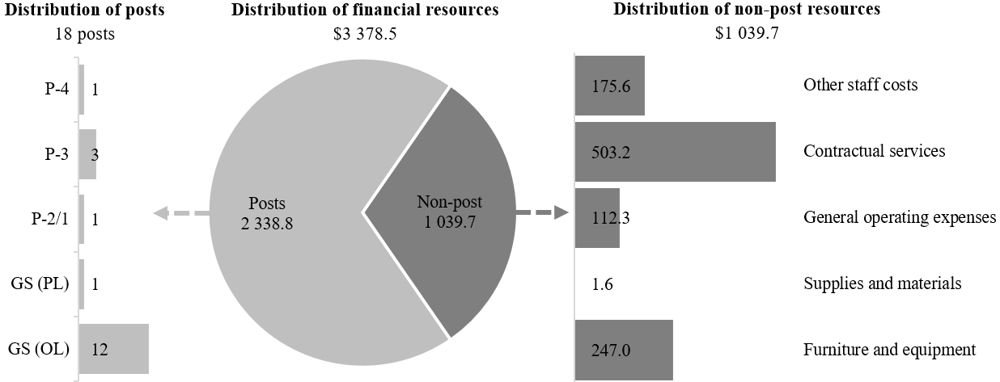 Distribution of posts
18 posts
P-4
1
P-3
3
P-2/1
1
GS (PL)
1
GS (OL)
12
Distribution of financial resources
$3 378.5
Posts
2 338.8
Non-post
1 039.7
Distribution of non-post resources
$1 039.7
175.6
Other staff costs
503.2
Contractual services
112.3
General operating expenses
1.6
Supplies and materials
247.0
Furniture and equipment